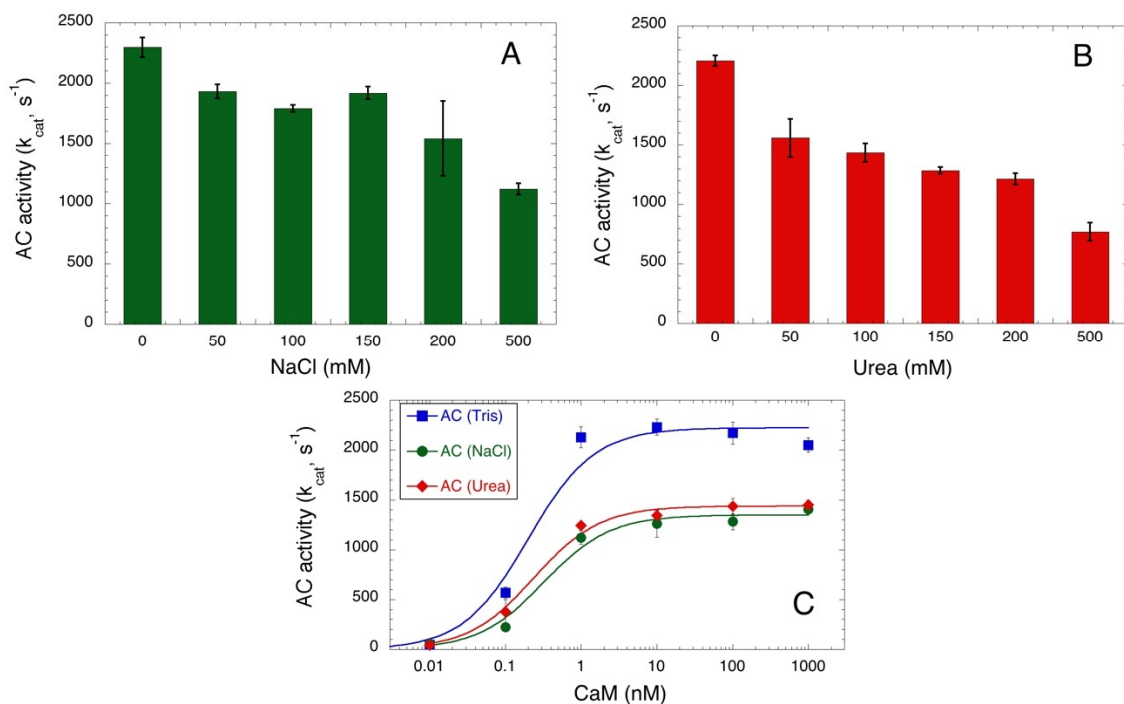 A
AC activity (k_cat, s^-1)
2500
2000
1500
1000
500
0
0 50 100 150 200 500
NaCl (mM)
B
AC activity (k_cat, s^-1)
2500
2000
1500
1000
500
0
0 50 100 150 200 500
Urea (mM)
AC activity (k_cat, s^-1)
2500
2000
1500
1000
500
0
AC (Tris)
AC (NaCl)
AC (Urea)
C
0.01 0.1 1 10 100 1000
CaM (nM)